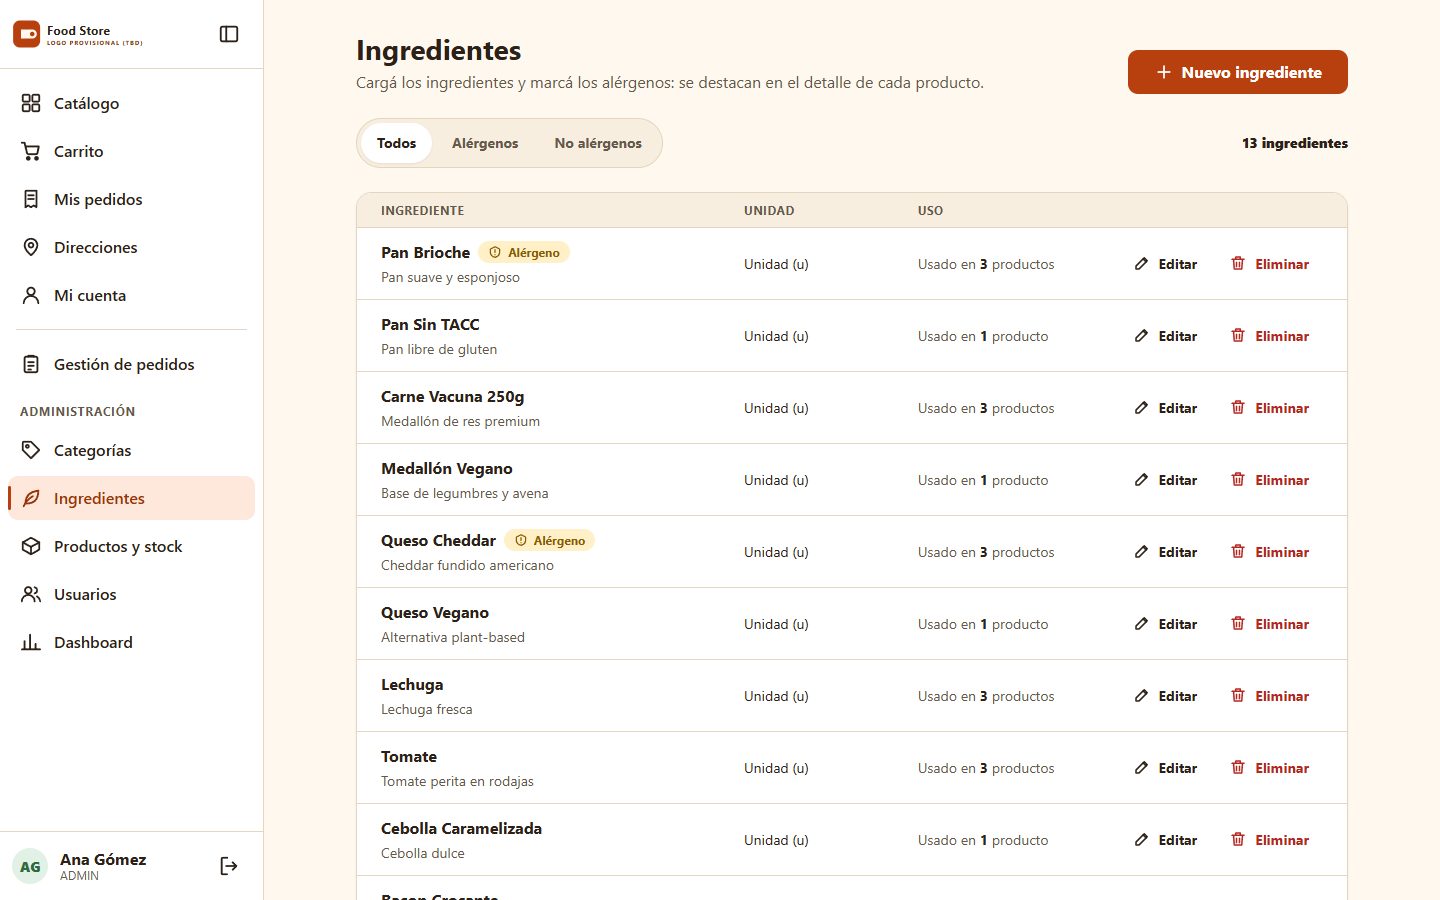 Food Store
LOGO PROVISIONAL (TBD)
Catálogo
Carrito
Mis pedidos
Direcciones
Mi cuenta
Gestión de pedidos
ADMINISTRACIÓN
Categorías
Ingredientes
Productos y stock
Usuarios
Dashboard
AG
Ana Gómez
ADMIN
Ingredientes
Cargá los ingredientes y marcá los alérgenos: se destacan en el detalle de cada producto.
Nuevo ingrediente
Todos Alérgenos No alérgenos
13 ingredientes
INGREDIENTE UNIDAD USO
Pan Brioche Alérgeno
Pan suave y esponjoso
Unidad (u) Usado en 3 productos Editar Eliminar
Pan Sin TACC
Pan libre de gluten
Unidad (u) Usado en 1 producto Editar Eliminar
Carne Vacuna 250g
Medallón de res premium
Unidad (u) Usado en 3 productos Editar Eliminar
Medallón Vegano
Base de legumbres y avena
Unidad (u) Usado en 1 producto Editar Eliminar
Queso Cheddar Alérgeno
Cheddar fundido americano
Unidad (u) Usado en 3 productos Editar Eliminar
Queso Vegano
Alternativa plant-based
Unidad (u) Usado en 1 producto Editar Eliminar
Lechuga
Lechuga fresca
Unidad (u) Usado en 3 productos Editar Eliminar
Tomate
Tomate perita en rodajas
Unidad (u) Usado en 3 productos Editar Eliminar
Cebolla Caramelizada
Cebolla dulce
Unidad (u) Usado en 1 producto Editar Eliminar
Bacon Crocante